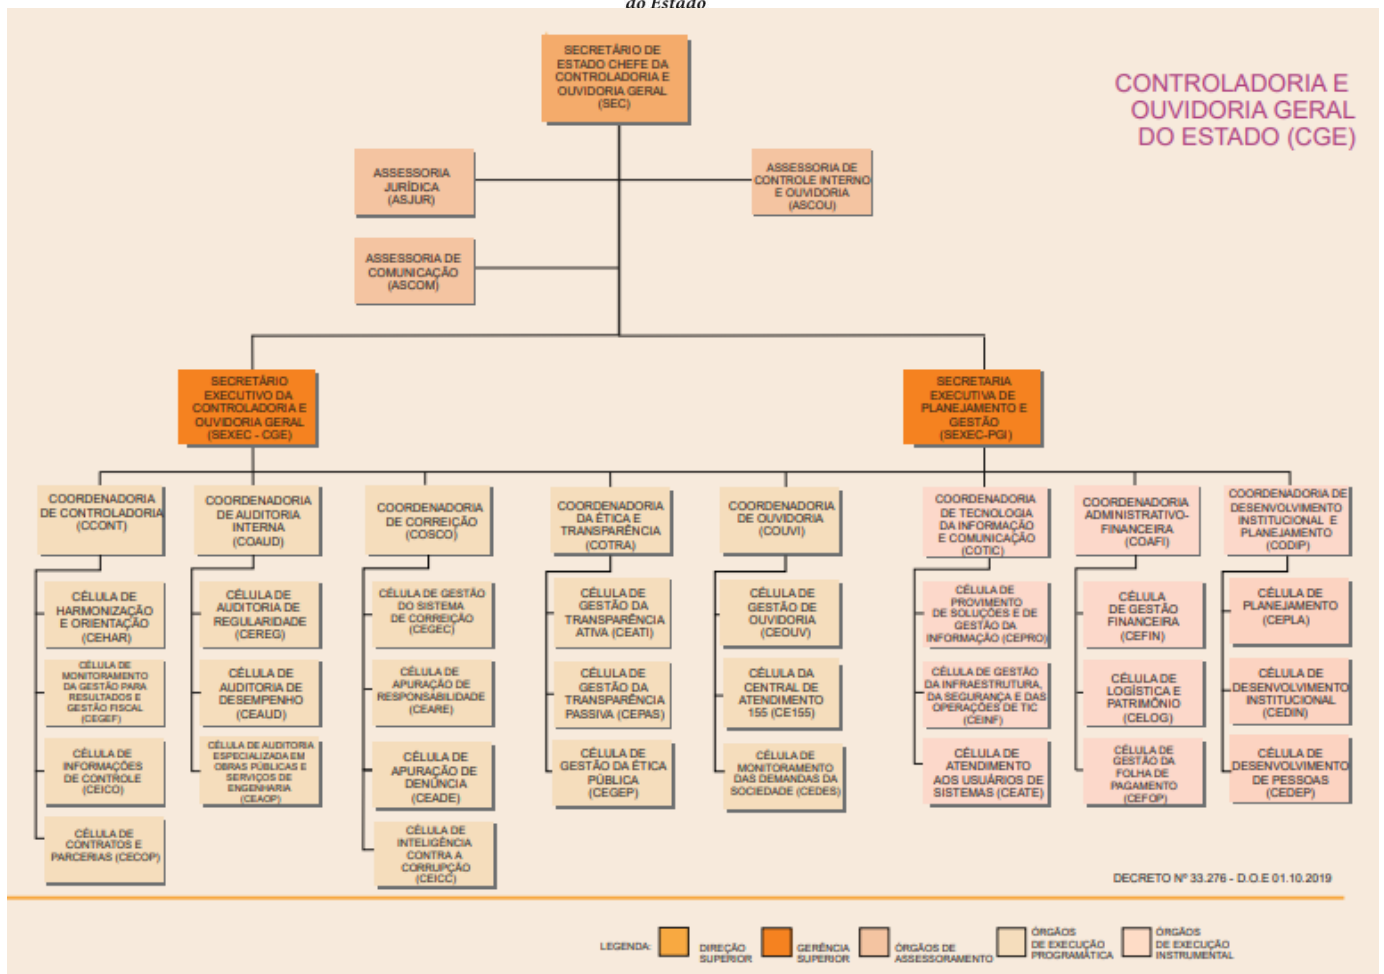 do Estado
CONTROLADORIA E
OUVIDORIA GERAL
DO ESTADO (CGE)
SECRETÁRIO DE
ESTADO CHEFE DA
CONTROLADORIA E
OUVIDORIA GERAL
(SEC)
ASSESSORIA
JURÍDICA
(ASJUR)
ASSESSORIA DE
CONTROLE INTERNO
E OUVIDORIA
(ASCOU)
ASSESSORIA DE
COMUNICAÇÃO
(ASCOM)
SECRETÁRIO
EXECUTIVO DA
CONTROLADORIA E
OUVIDORIA GERAL
(SEXEC - CGE)
SECRETARIA
EXECUTIVA DE
PLANEJAMENTO E
GESTÃO
(SEXEC-PGI)
COORDENADORIA
DE CONTROLADORIA
(CCONT)
COORDENADORIA
DE AUDITORIA
INTERNA
(COAUD)
COORDENADORIA
DE CORREIÇÃO
(COSCO)
COORDENADORIA
DA ÉTICA E
TRANSPARÊNCIA
(COTRA)
COORDENADORIA
DE OUVIDORIA
(COUVI)
COORDENADORIA
DE TECNOLOGIA
DA INFORMAÇÃO
E COMUNICAÇÃO
(COTIC)
COORDENADORIA
ADMINISTRATIVO-
FINANCEIRA
(COAFI)
COORDENADORIA DE
DESENVOLVIMENTO
INSTITUCIONAL E
PLANEJAMENTO
(CODIP)
CÉLULA DE
HARMONIZAÇÃO
E ORIENTAÇÃO
(CEHAR)
CÉLULA DE
AUDITORIA DE
REGULARIDADE
(CEREG)
CÉLULA DE GESTÃO
DO SISTEMA
DE CORREIÇÃO
(CEGEC)
CÉLULA DE
GESTÃO DA
TRANSPARÊNCIA
ATIVA (CEATI)
CÉLULA DE
GESTÃO DE
OUVIDORIA
(CEOUV)
CÉLULA DE
PROVIMENTO
DE SOLUÇÕES E DE
GESTÃO DA
INFORMAÇÃO (CEPRO)
CÉLULA
DE GESTÃO
FINANCEIRA
(CEFIN)
CÉLULA DE
PLANEJAMENTO
(CEPLA)
CÉLULA DE
MONITORAMENTO
DA GESTÃO PARA
RESULTADOS E
GESTÃO FISCAL
(CEGEF)
CÉLULA DE
AUDITORIA DE
DESEMPENHO
(CEAUD)
CÉLULA DE
APURAÇÃO DE
RESPONSABILIDADE
(CEARE)
CÉLULA DE
GESTÃO DA
TRANSPARÊNCIA
PASSIVA (CEPAS)
CÉLULA DA
CENTRAL DE
ATENDIMENTO
155 (CE155)
CÉLULA DE GESTÃO
DA INFRAESTRUTURA,
DA SEGURANÇA E DAS
OPERAÇÕES DE TIC
(CEINF)
CÉLULA DE
LOGÍSTICA E
PATRIMÔNIO
(CELOG)
CÉLULA DE
DESENVOLVIMENTO
INSTITUCIONAL
(CEDIN)
CÉLULA DE
INFORMAÇÕES
DE CONTROLE
(CEICO)
CÉLULA DE AUDITORIA
ESPECIALIZADA EM
OBRAS PÚBLICAS E
SERVIÇOS DE
ENGENHARIA
(CEAOP)
CÉLULA DE
APURAÇÃO DE
DENÚNCIA
(CEADE)
CÉLULA DE
GESTÃO DA ÉTICA
PÚBLICA
(CEGEP)
CÉLULA DE
MONITORAMENTO
DAS DEMANDAS DA
SOCIEDADE (CEDES)
CÉLULA DE
ATENDIMENTO
AOS USUÁRIOS DE
SISTEMAS (CEATE)
CÉLULA DE
GESTÃO DA
FOLHA DE
PAGAMENTO
(CEFOP)
CÉLULA DE
DESENVOLVIMENTO
DE PESSOAS
(CEDEP)
CÉLULA DE
CONTRATOS E
PARCERIAS (CECOP)
CÉLULA DE
INTELIGÊNCIA
CONTRA A
CORRUPÇÃO
(CEICC)
DECRETO Nº 33.276 - D.O.E 01.10.2019
LEGENDA:
DIREÇÃO
SUPERIOR
GERÊNCIA
SUPERIOR
ÓRGÃOS DE
ASSESSORAMENTO
ÓRGÃOS
DE EXECUÇÃO
PROGRAMÁTICA
ÓRGÃOS
DE EXECUÇÃO
INSTRUMENTAL